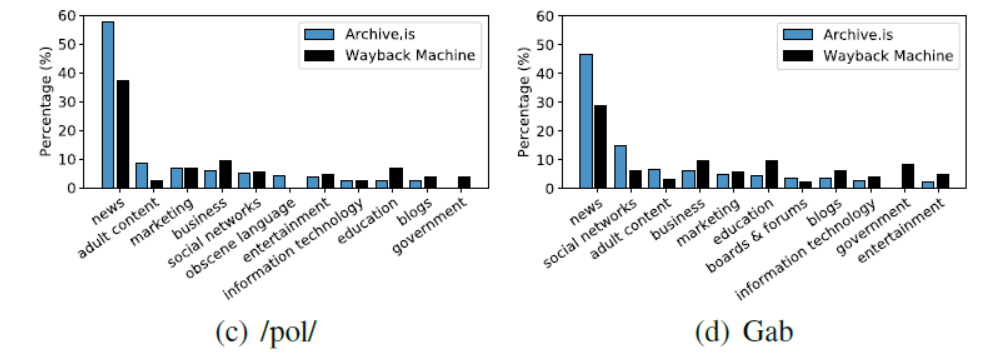 60
50
40
30
20
10
0
Percentage (%)
Archive.is
Wayback Machine
news
adult content
marketing
business
social networks
obscene language
entertainment
information technology
education
blogs
government
(c) /pol/
60
50
40
30
20
10
0
Percentage (%)
Archive.is
Wayback Machine
news
social networks
adult content
business
marketing
education
boards & forums
blogs
information technology
government
entertainment
(d) Gab